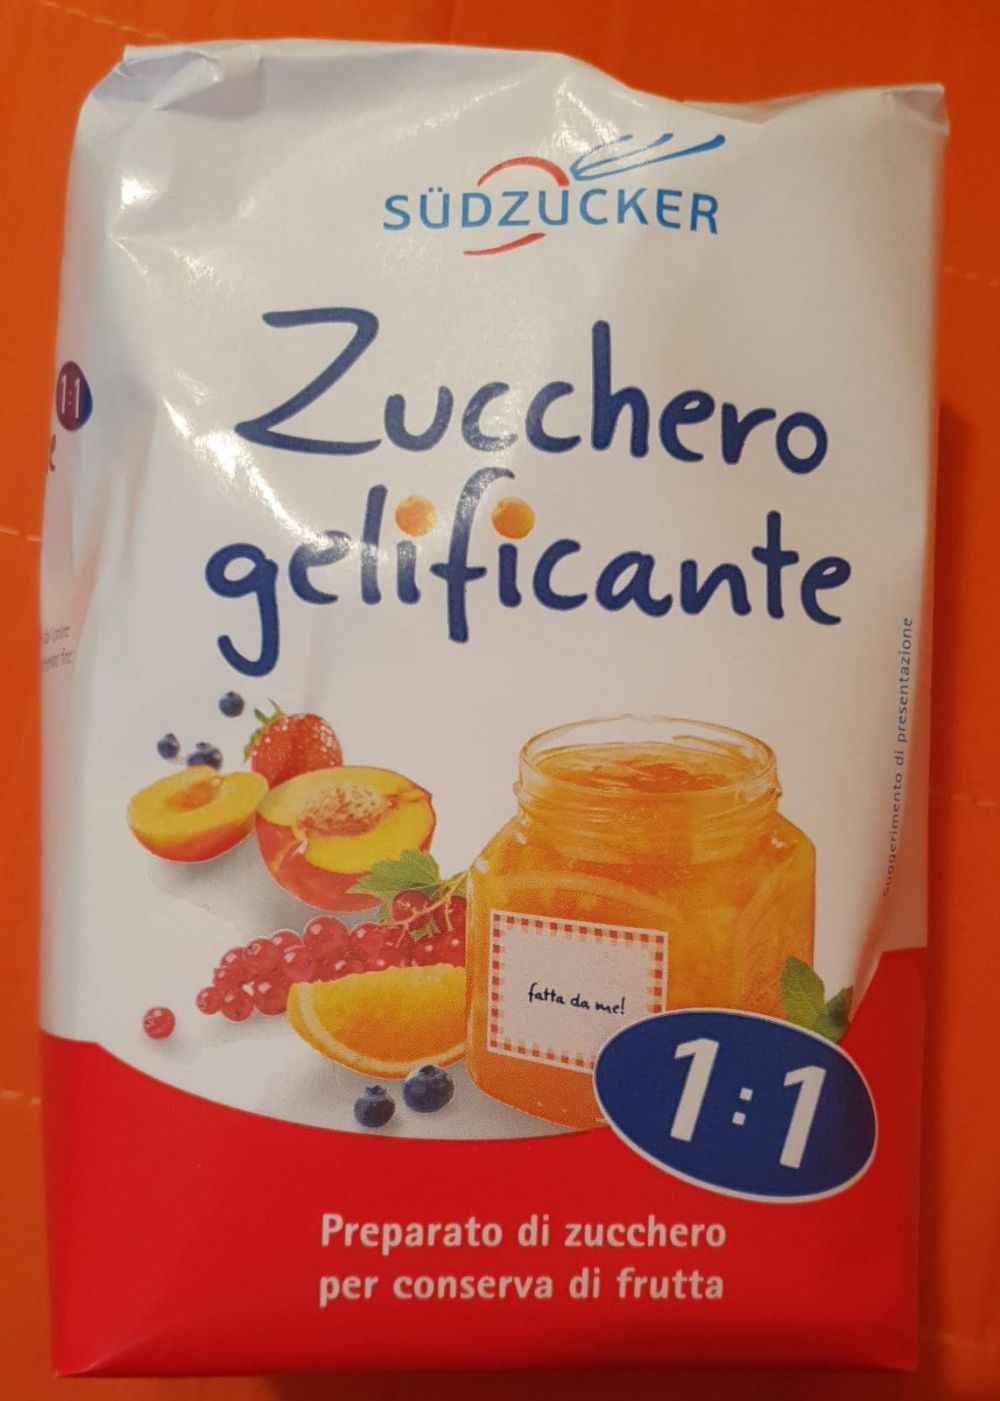 SÜDZUCKER
Zucchero
gelificante
1:1
Suggerimento di presentazione
fatta da me!
1:1
Preparato di zucchero
per conserva di frutta